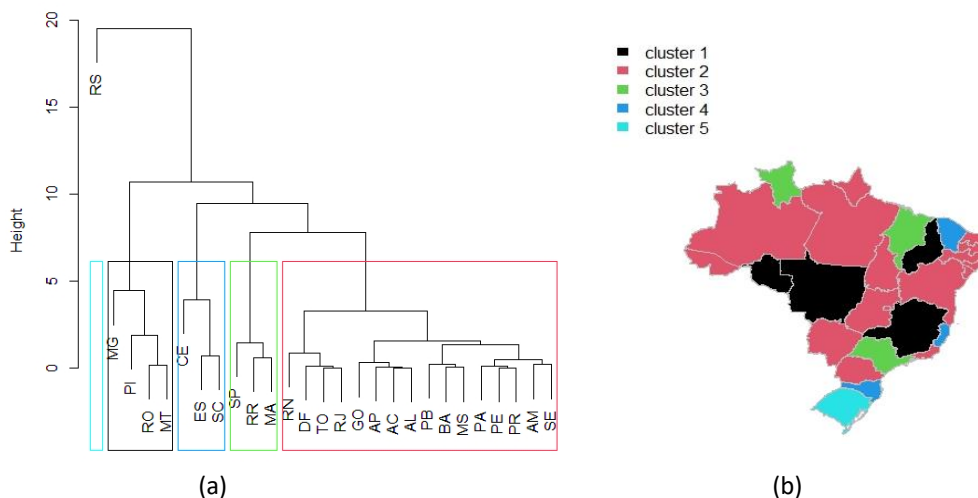 20
15
10
5
0
Height
RS
MG
PI
RO
MT
CE
ES
SC
SP
RR
MA
RN
DF
TO
RJ
GO
AP
AC
AL
PB
BA
MS
PA
PE
PR
AM
SE
(a)
cluster 1
cluster 2
cluster 3
cluster 4
cluster 5
(b)